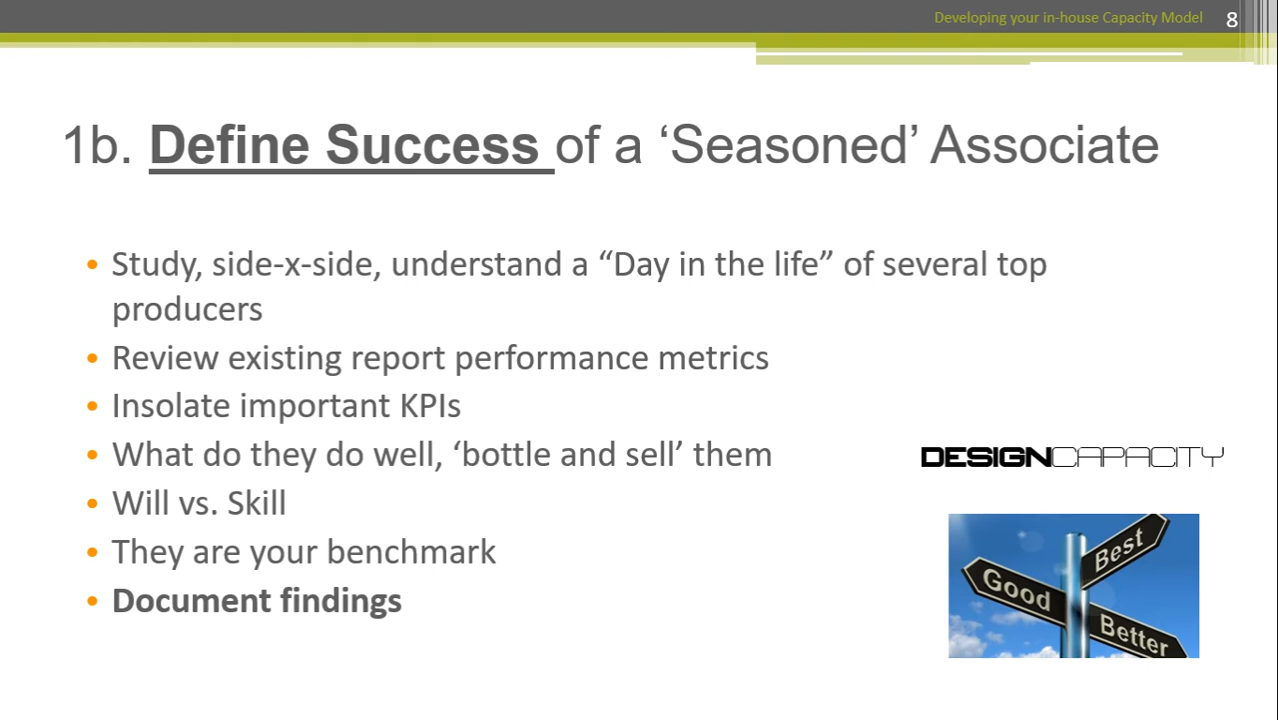 Developing your in-house Capacity Model 8
1b. Define Success of a ‘Seasoned’ Associate
• Study, side-x-side, understand a “Day in the life” of several top
producers
• Review existing report performance metrics
• Insolate important KPIs
• What do they do well, ‘bottle and sell’ them
• Will vs. Skill
• They are your benchmark
• Document findings
DESIGNCAPACITY
Best
Good
Better